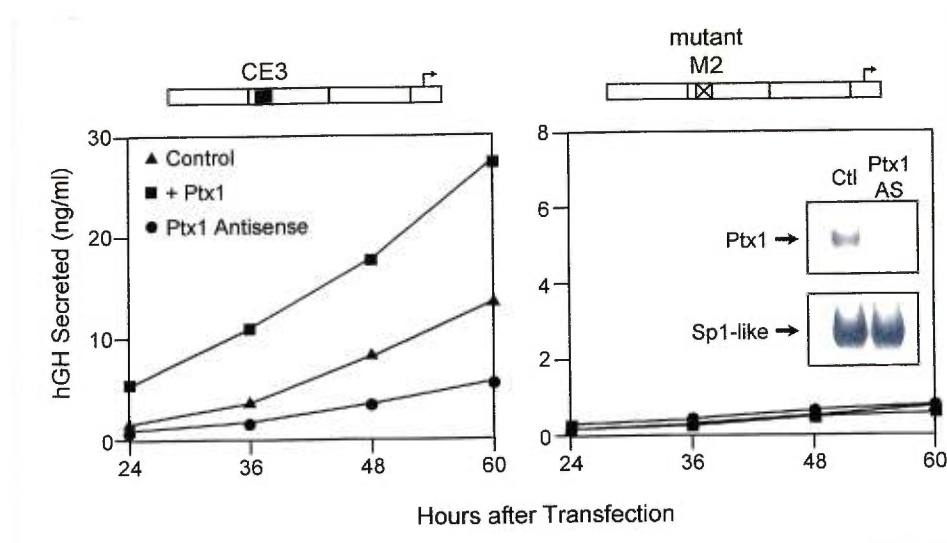 CE3
mutant
M2
30
20
10
0
hGH Secreted (ng/ml)
Control
+ Ptx1
Ptx1 Antisense
24
36
48
60
8
6
4
2
0
Ctl
Ptx1
AS
Ptx1
Sp1-like
24
36
48
60
Hours after Transfection